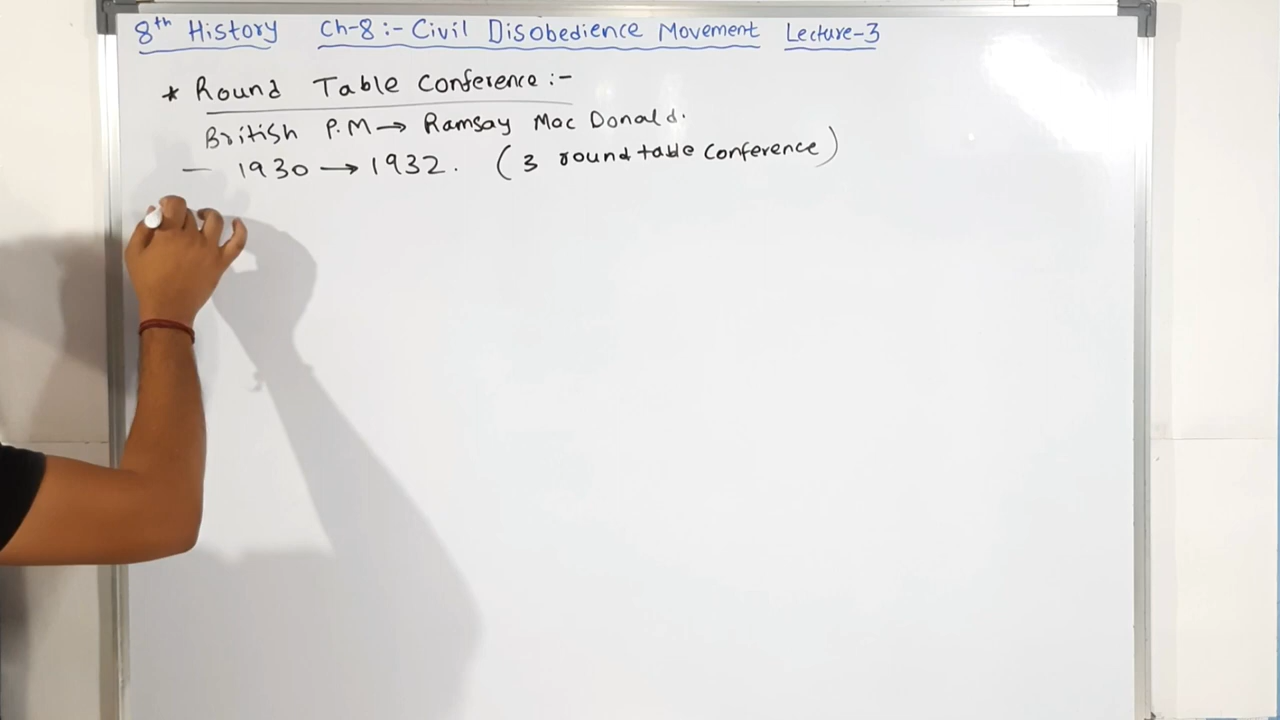 8th History Ch-8:- Civil Disobedience Movement Lecture-3
* Round Table Conference:-
British P.M → Ramsay Mac Donald.
– 1930 → 1932. (3 round table Conference)